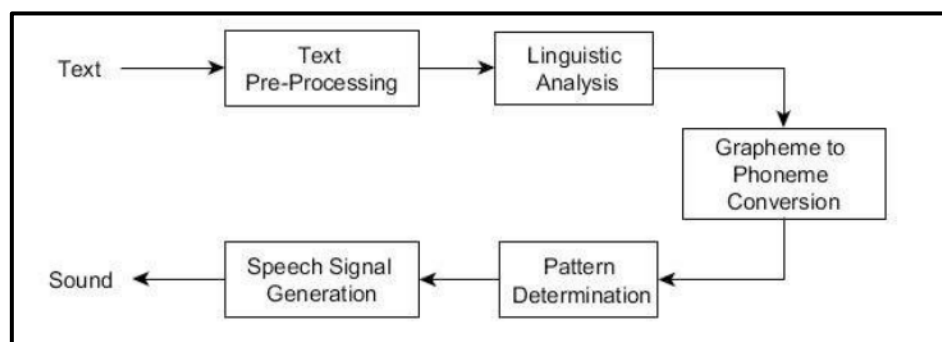 Text
Text
Pre-Processing
Linguistic
Analysis
Grapheme to
Phoneme
Conversion
Pattern
Determination
Speech Signal
Generation
Sound